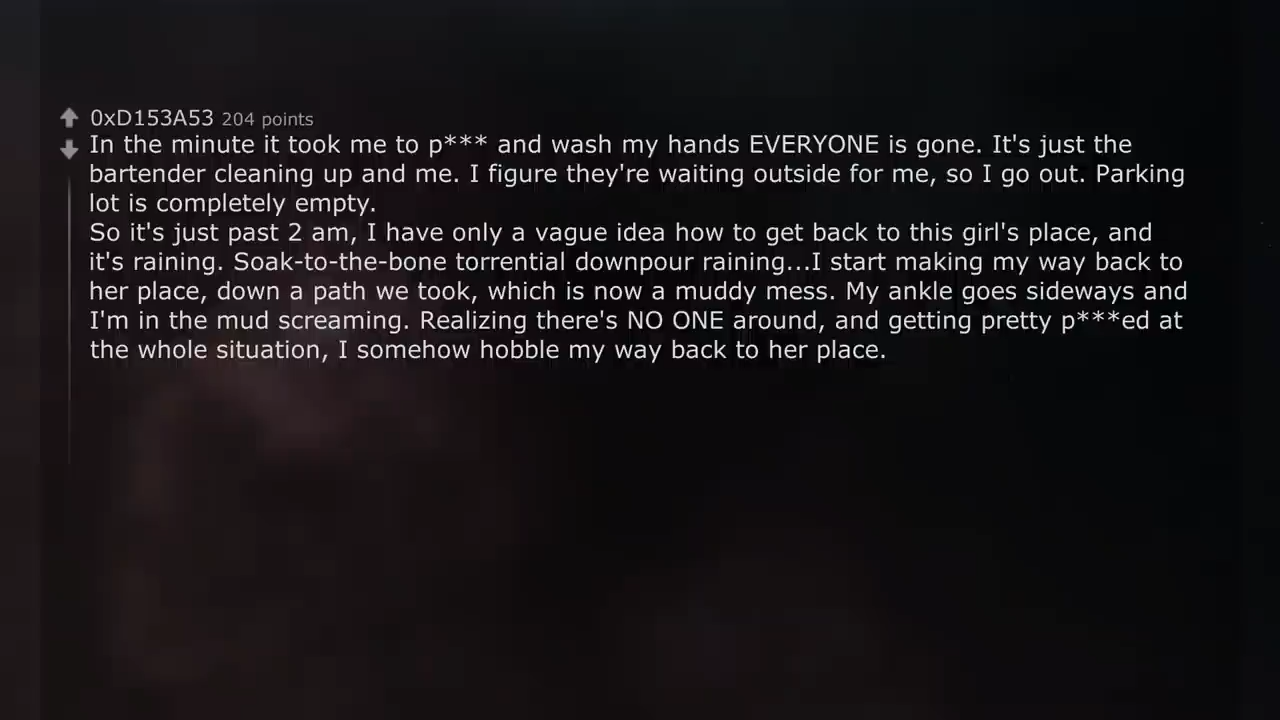 0xD153A53 204 points
In the minute it took me to p*** and wash my hands EVERYONE is gone. It's just the
bartender cleaning up and me. I figure they're waiting outside for me, so I go out. Parking
lot is completely empty.
So it's just past 2 am, I have only a vague idea how to get back to this girl's place, and
it's raining. Soak-to-the-bone torrential downpour raining...I start making my way back to
her place, down a path we took, which is now a muddy mess. My ankle goes sideways and
I'm in the mud screaming. Realizing there's NO ONE around, and getting pretty p***ed at
the whole situation, I somehow hobble my way back to her place.